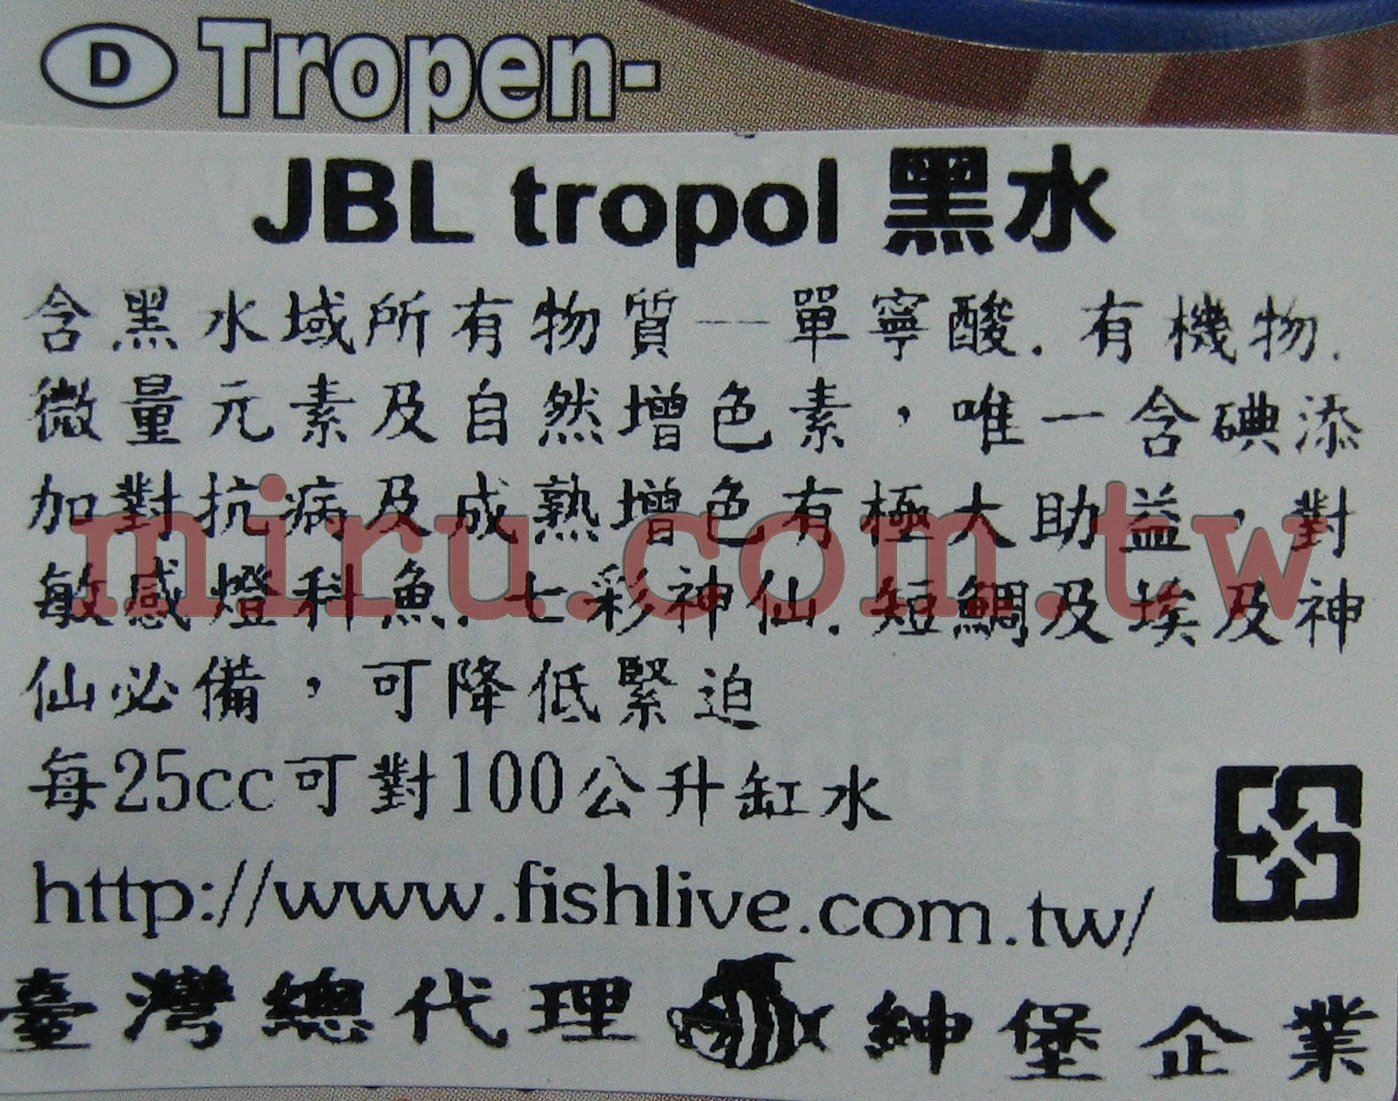 D Tropen-
JBL tropol 黑水
含黑水域所有物質──單寧酸.有機物.
微量元素及自然增色素，唯一含碘添
加對抗病及成熟增色有極大助益，對
敏感燈科魚.七彩神仙.短鯛及埃及神
仙必備，可降低緊迫
每25cc可對100公升缸水
http://www.fishlive.com.tw/
臺灣總代理 紳堡企業
miru.com.tw